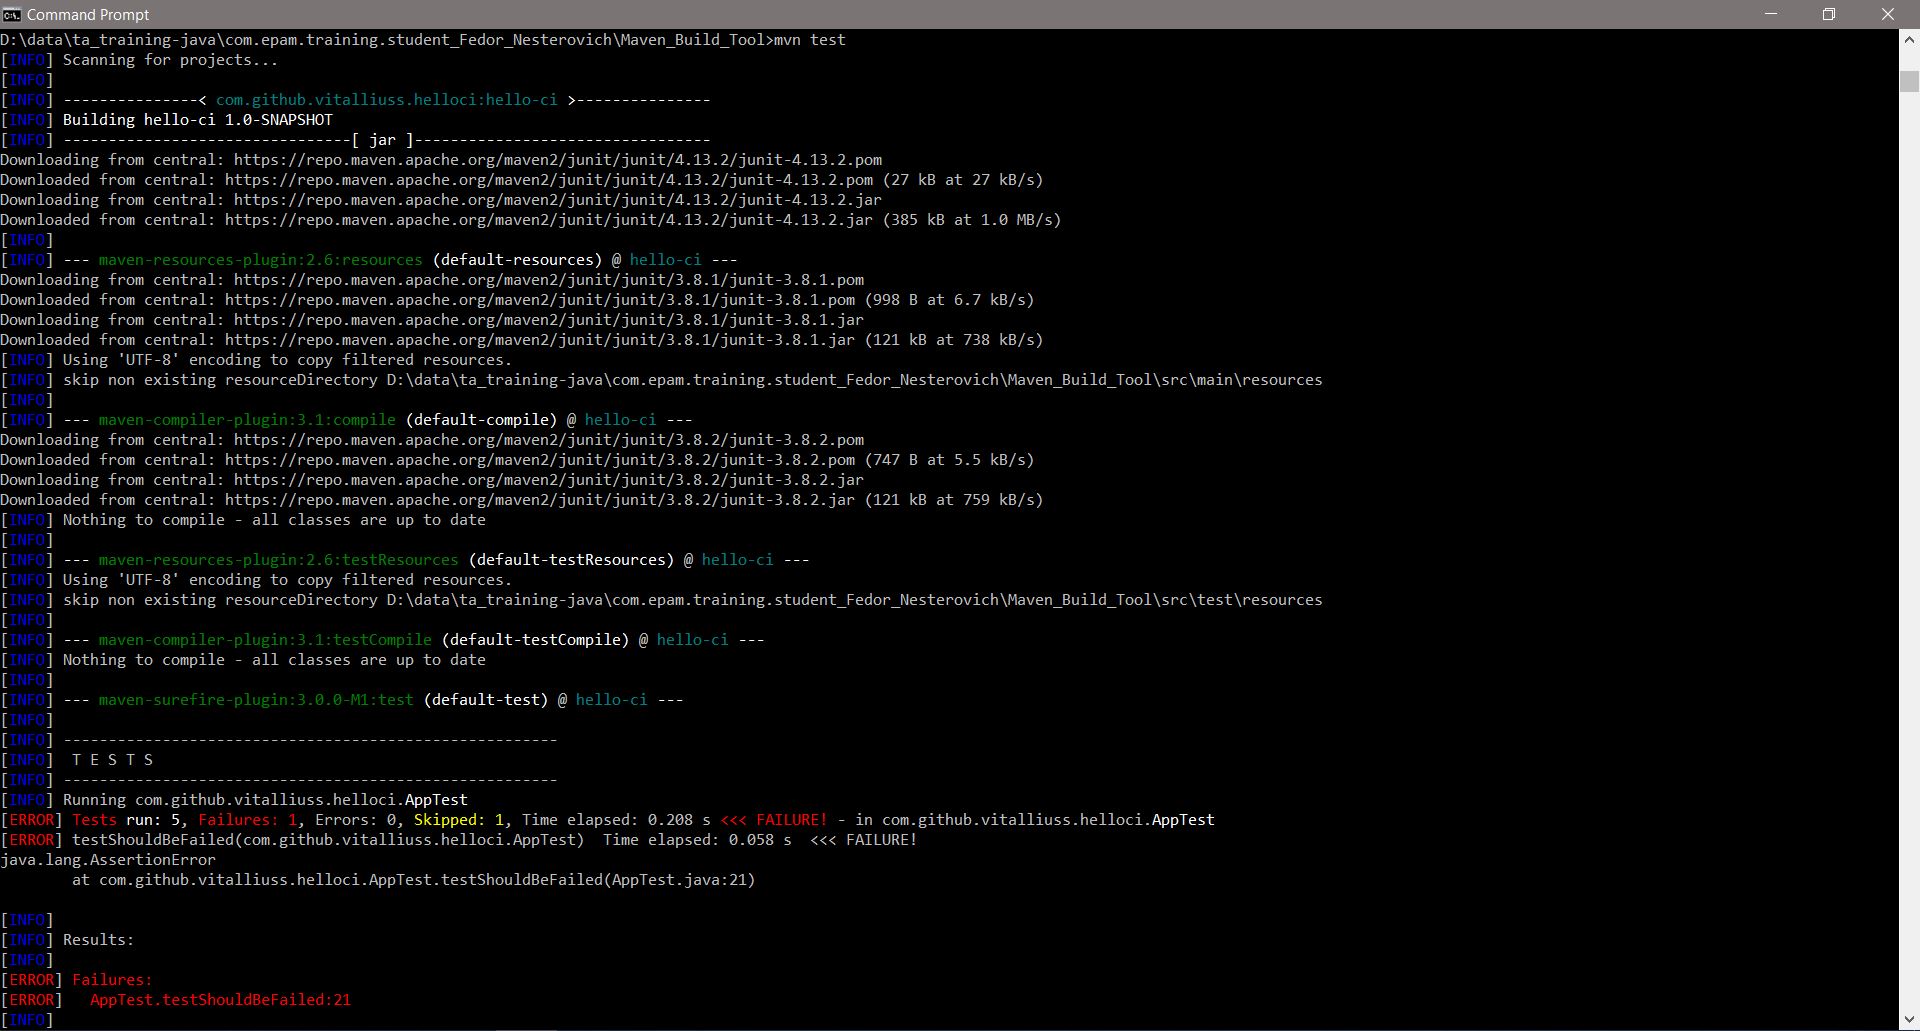 Command Prompt
D:\data\ta_training-java\com.epam.training.student_Fedor_Nesterovich\Maven_Build_Tool>mvn test
[INFO] Scanning for projects...
[INFO]
[INFO] ---------------< com.github.vitalliuss.helloci:hello-ci >---------------
[INFO] Building hello-ci 1.0-SNAPSHOT
[INFO] --------------------------------[ jar ]---------------------------------
Downloading from central: https://repo.maven.apache.org/maven2/junit/junit/4.13.2/junit-4.13.2.pom
Downloaded from central: https://repo.maven.apache.org/maven2/junit/junit/4.13.2/junit-4.13.2.pom (27 kB at 27 kB/s)
Downloading from central: https://repo.maven.apache.org/maven2/junit/junit/4.13.2/junit-4.13.2.jar
Downloaded from central: https://repo.maven.apache.org/maven2/junit/junit/4.13.2/junit-4.13.2.jar (385 kB at 1.0 MB/s)
[INFO]
[INFO] --- maven-resources-plugin:2.6:resources (default-resources) @ hello-ci ---
Downloading from central: https://repo.maven.apache.org/maven2/junit/junit/3.8.1/junit-3.8.1.pom
Downloaded from central: https://repo.maven.apache.org/maven2/junit/junit/3.8.1/junit-3.8.1.pom (998 B at 6.7 kB/s)
Downloading from central: https://repo.maven.apache.org/maven2/junit/junit/3.8.1/junit-3.8.1.jar
Downloaded from central: https://repo.maven.apache.org/maven2/junit/junit/3.8.1/junit-3.8.1.jar (121 kB at 738 kB/s)
[INFO] Using 'UTF-8' encoding to copy filtered resources.
[INFO] skip non existing resourceDirectory D:\data\ta_training-java\com.epam.training.student_Fedor_Nesterovich\Maven_Build_Tool\src\main\resources
[INFO]
[INFO] --- maven-compiler-plugin:3.1:compile (default-compile) @ hello-ci ---
Downloading from central: https://repo.maven.apache.org/maven2/junit/junit/3.8.2/junit-3.8.2.pom
Downloaded from central: https://repo.maven.apache.org/maven2/junit/junit/3.8.2/junit-3.8.2.pom (747 B at 5.5 kB/s)
Downloading from central: https://repo.maven.apache.org/maven2/junit/junit/3.8.2/junit-3.8.2.jar
Downloaded from central: https://repo.maven.apache.org/maven2/junit/junit/3.8.2/junit-3.8.2.jar (121 kB at 759 kB/s)
[INFO] Nothing to compile - all classes are up to date
[INFO]
[INFO] --- maven-resources-plugin:2.6:testResources (default-testResources) @ hello-ci ---
[INFO] Using 'UTF-8' encoding to copy filtered resources.
[INFO] skip non existing resourceDirectory D:\data\ta_training-java\com.epam.training.student_Fedor_Nesterovich\Maven_Build_Tool\src\test\resources
[INFO]
[INFO] --- maven-compiler-plugin:3.1:testCompile (default-testCompile) @ hello-ci ---
[INFO] Nothing to compile - all classes are up to date
[INFO]
[INFO] --- maven-surefire-plugin:3.0.0-M1:test (default-test) @ hello-ci ---
[INFO]
[INFO] -------------------------------------------------------
[INFO]  T E S T S
[INFO] -------------------------------------------------------
[INFO] Running com.github.vitalliuss.helloci.AppTest
[ERROR] Tests run: 5, Failures: 1, Errors: 0, Skipped: 1, Time elapsed: 0.208 s <<< FAILURE! - in com.github.vitalliuss.helloci.AppTest
[ERROR] testShouldBeFailed(com.github.vitalliuss.helloci.AppTest)  Time elapsed: 0.058 s  <<< FAILURE!
java.lang.AssertionError
        at com.github.vitalliuss.helloci.AppTest.testShouldBeFailed(AppTest.java:21)
[INFO]
[INFO] Results:
[INFO]
[ERROR] Failures:
[ERROR]   AppTest.testShouldBeFailed:21
[INFO]